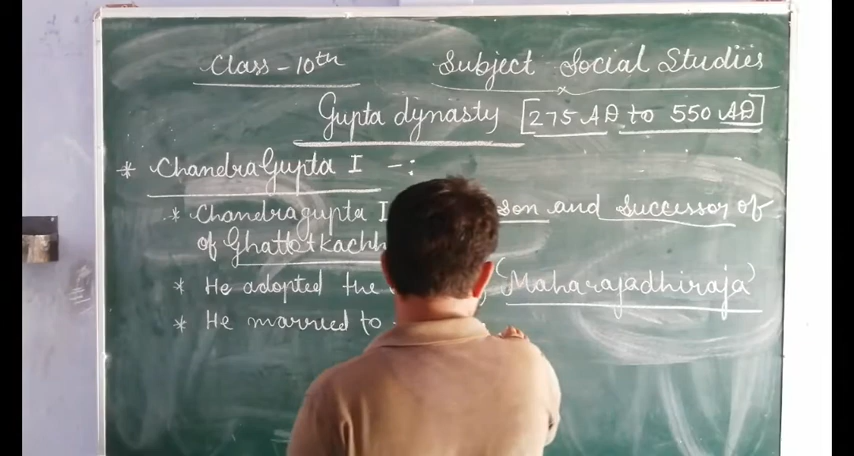 Class - 10th Subject Social Studies
Gupta dynasty [275 AD to 550 AD]
* ChandraGupta I -:
* Chandragupta I son and successor of
of Ghattotkachh
* He adopted the (Maharajadhiraja)
* He married to